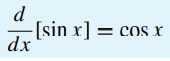 d/dx [sin x] = cos x